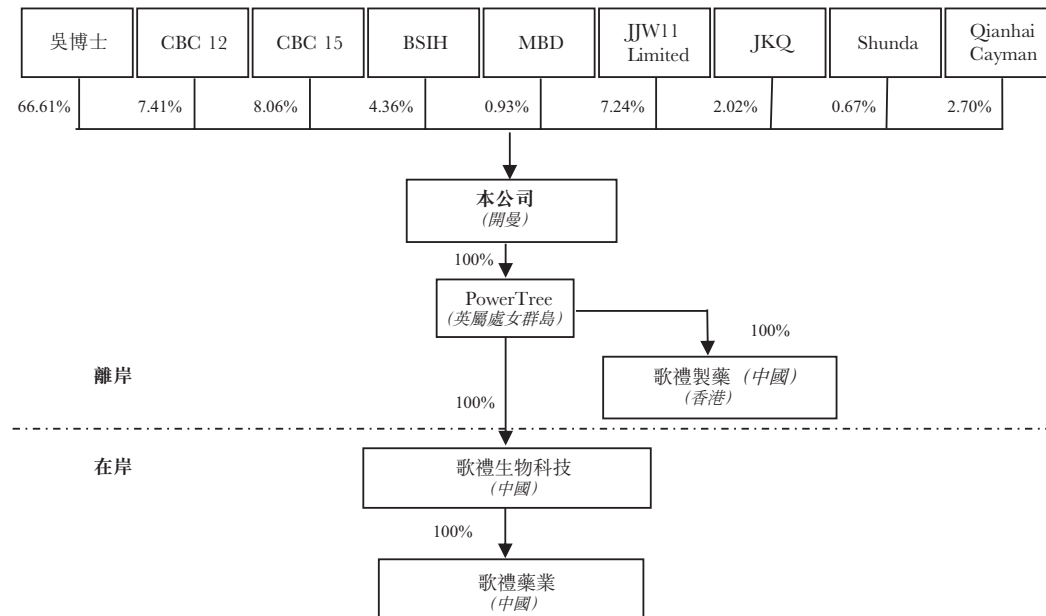 吳博士
CBC 12
CBC 15
BSIH
MBD
JJW11
Limited
JKQ
Shunda
Qianhai
Cayman
66.61%
7.41%
8.06%
4.36%
0.93%
7.24%
2.02%
0.67%
2.70%
本公司
(開曼)
100%
PowerTree
(英屬處女群島)
100%
離岸
歌禮製藥(中國)
(香港)
100%
在岸
歌禮生物科技
(中國)
100%
歌禮藥業
(中國)